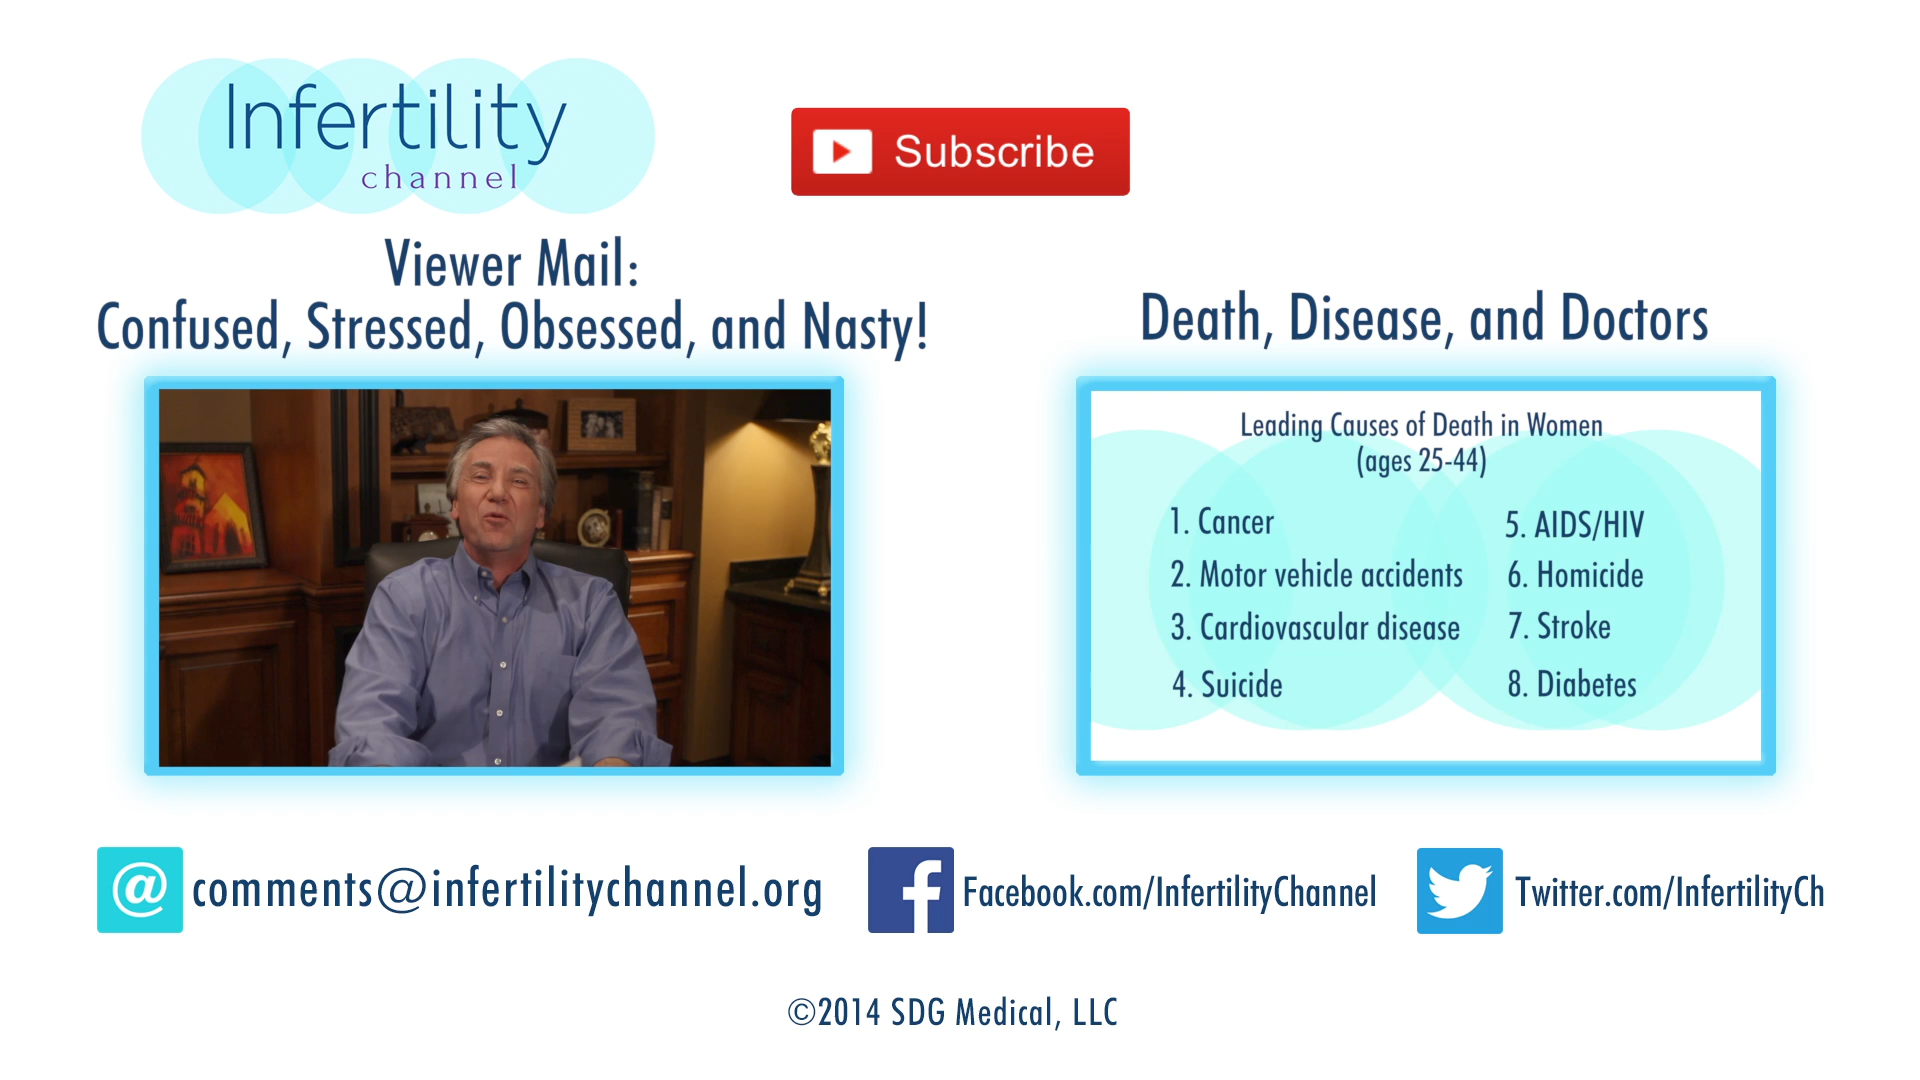 Infertility
channel
Subscribe
Viewer Mail:
Confused, Stressed, Obsessed, and Nasty!
Death, Disease, and Doctors
Leading Causes of Death in Women
(ages 25-44)
1. Cancer
2. Motor vehicle accidents
3. Cardiovascular disease
4. Suicide
5. AIDS/HIV
6. Homicide
7. Stroke
8. Diabetes
@ comments@infertilitychannel.org
f Facebook.com/InfertilityChannel
Twitter.com/InfertilityCh
©2014 SDG Medical, LLC